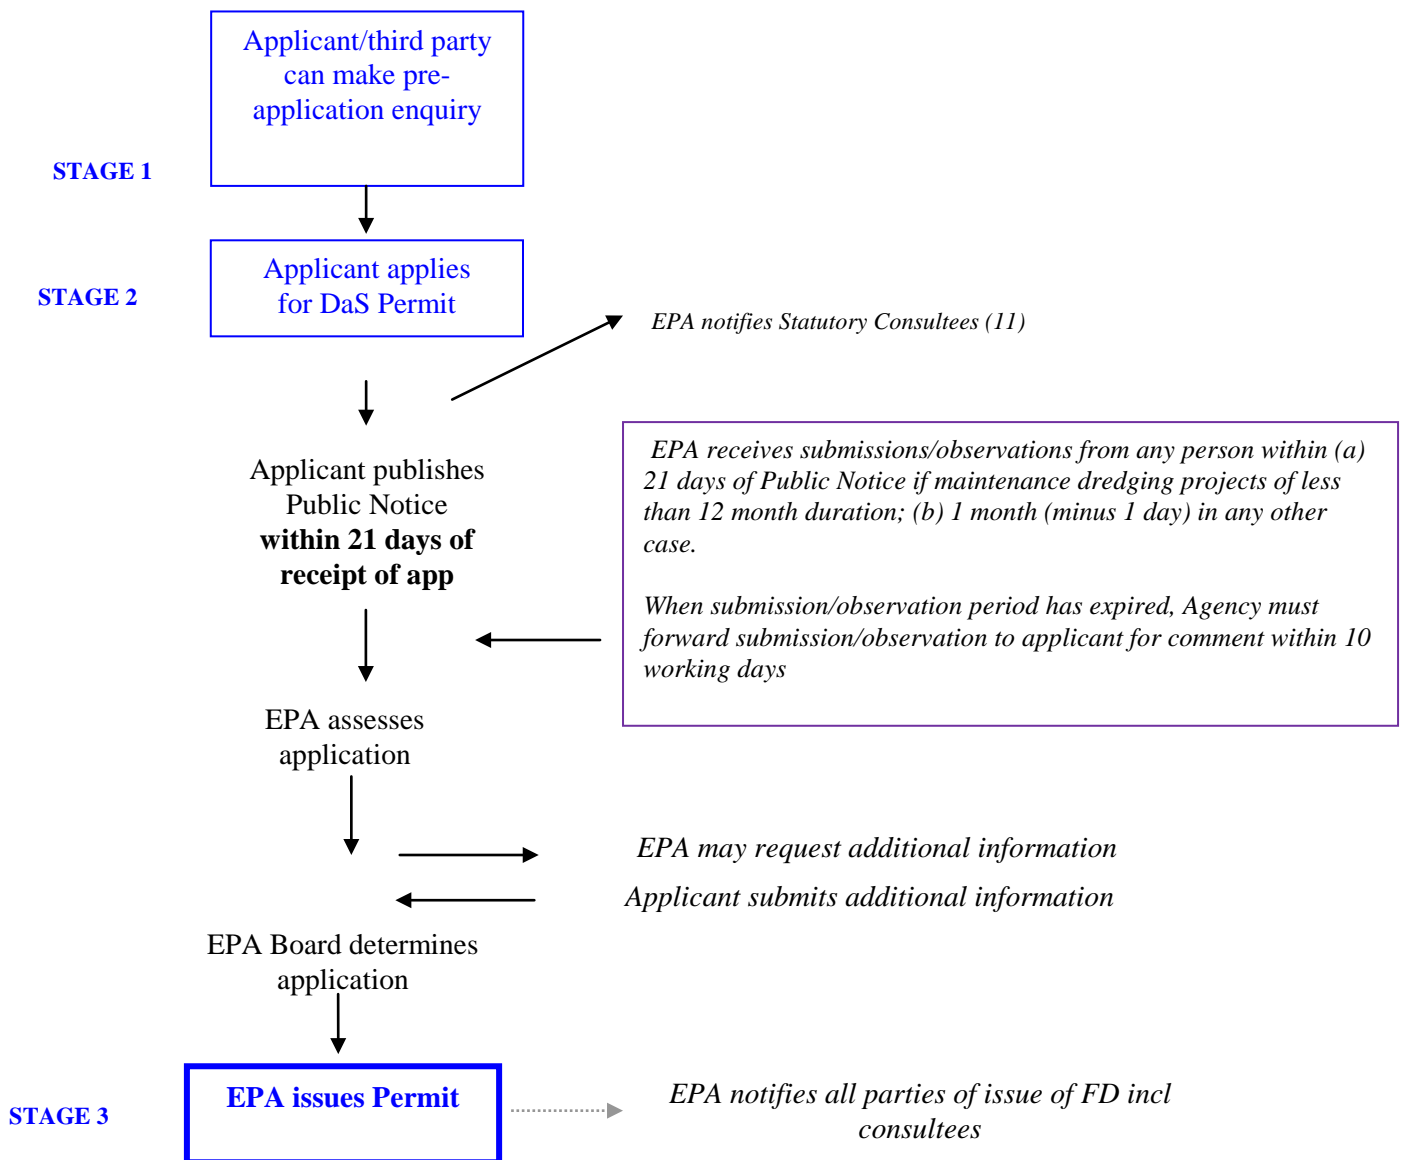 Applicant/third party
can make pre-
application enquiry
STAGE 1
Applicant applies
for DaS Permit
STAGE 2
EPA notifies Statutory Consultees (11)
Applicant publishes
Public Notice
within 21 days of
receipt of app
EPA receives submissions/observations from any person within (a)
21 days of Public Notice if maintenance dredging projects of less
than 12 month duration; (b) 1 month (minus 1 day) in any other
case.
When submission/observation period has expired, Agency must
forward submission/observation to applicant for comment within 10
working days
EPA assesses
application
EPA may request additional information
Applicant submits additional information
EPA Board determines
application
STAGE 3
EPA issues Permit
EPA notifies all parties of issue of FD incl
consultees